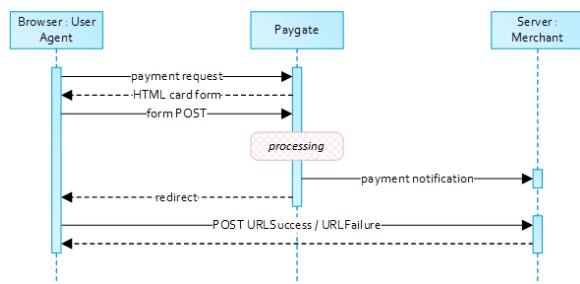 Browser : User
Agent
Paygate
Server :
Merchant
payment request
HTML card form
form POST
processing
payment notification
redirect
POST URLSuccess / URLFailure